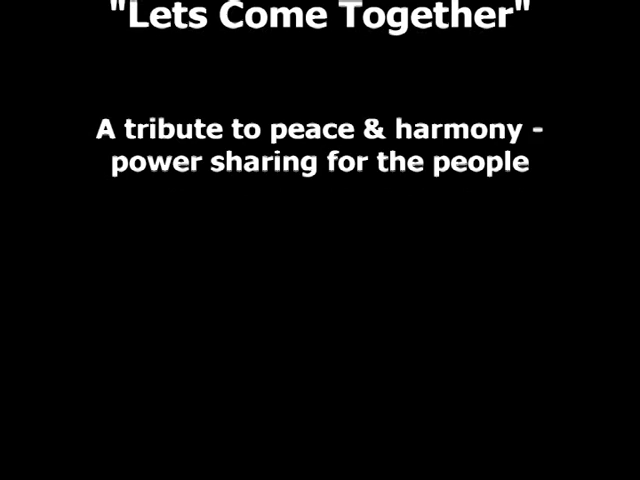 "Lets Come Together"
A tribute to peace & harmony -
power sharing for the people